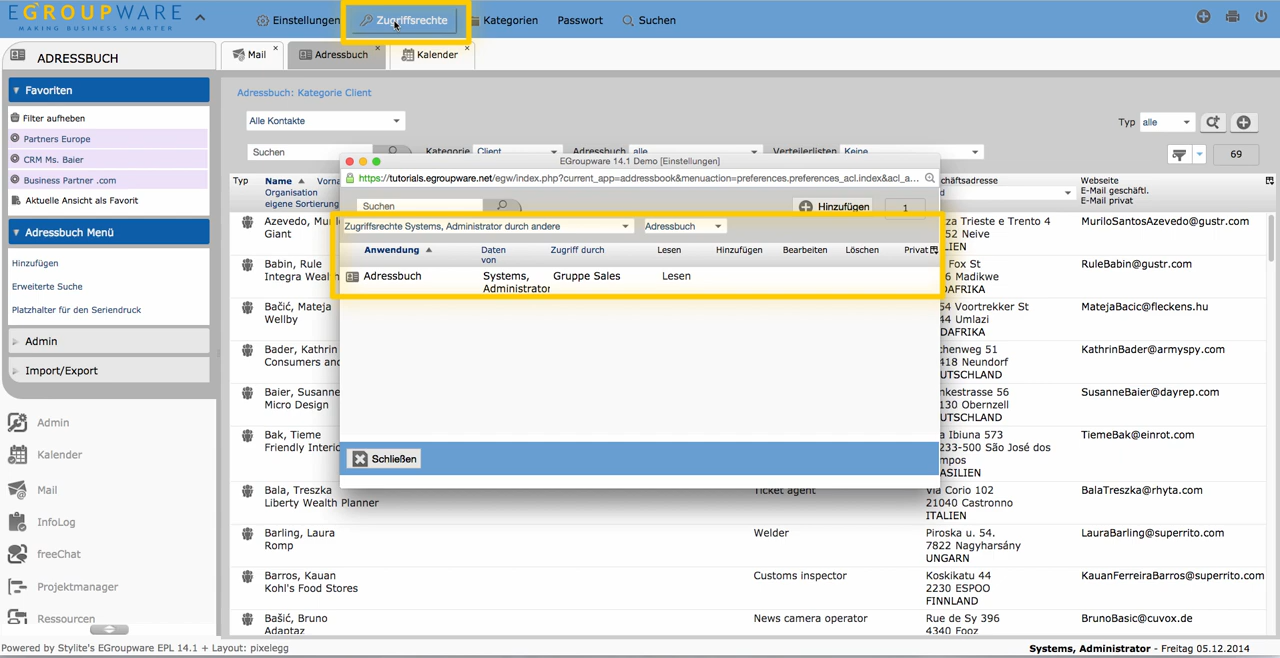 EGROUPWARE
MAKING BUSINESS SMARTER
Einstellungen
Zugriffsrechte
Kategorien
Passwort
Suchen
ADRESSBUCH
Mail
Adressbuch
Kalender
Favoriten
Filter aufheben
Partners Europe
CRM Ms. Baier
Business Partner .com
Aktuelle Ansicht als Favorit
Adressbuch Menü
Hinzufügen
Erweiterte Suche
Platzhalter für den Seriendruck
Admin
Import/Export
Admin
Kalender
Mail
InfoLog
freeChat
Projektmanager
Ressourcen
Adressbuch: Kategorie Client
Alle Kontakte
Typ alle
Suchen
Kategorie Client
Adressbuch alle
Verteilerlisten Keine
69
Typ
Name
Vorna
Organisation
eigene Sortierung
chäftsadresse
Webseite
E-Mail geschäftl.
E-Mail privat
EGroupware 14.1 Demo [Einstellungen]
https://tutorials.egroupware.net/egw/index.php?current_app=addressbook&menuaction=preferences.preferences_acl.index&acl_a...
Suchen
Hinzufügen
1
Zugriffsrechte Systems, Administrator durch andere
Adressbuch
Anwendung
Daten von
Zugriff durch
Lesen
Hinzufügen
Bearbeiten
Löschen
Privat
Adressbuch
Systems,
Administrator
Gruppe Sales
Lesen
Schließen
Azevedo, Mu
Giant
za Trieste e Trento 4
52 Neive
LIEN
MuriloSantosAzevedo@gustr.com
Babin, Rule
Integra Wealt
Fox St
6 Madikwe
DAFRIKA
RuleBabin@gustr.com
Bačić, Mateja
Wellby
54 Voortrekker St
44 Umlazi
DAFRIKA
MatejaBacic@fleckens.hu
Bader, Kathrin
Consumers an
chenweg 51
418 Neundorf
UTSCHLAND
KathrinBader@armyspy.com
Baier, Susanne
Micro Design
nkestrasse 56
130 Obernzell
UTSCHLAND
SusanneBaier@dayrep.com
Bak, Tieme
Friendly Interic
a Ibiuna 573
233-500 São José dos
mpos
ASILIEN
TiemeBak@einrot.com
Bala, Treszka
Liberty Wealth Planner
Ticket agent
Via Corio 102
21040 Castronno
ITALIEN
BalaTreszka@rhyta.com
Barling, Laura
Romp
Welder
Piroska u. 54.
7822 Nagyharsány
UNGARN
LauraBarling@superrito.com
Barros, Kauan
Kohl's Food Stores
Customs inspector
Koskikatu 44
2230 ESPOO
FINNLAND
KauanFerreiraBarros@superrito.com
Bašić, Bruno
Adaptaz
News camera operator
Rue de Sy 396
4340 Fooz
BrunoBasic@cuvox.de
Powered by Stylite's EGroupware EPL 14.1 + Layout: pixelegg
Systems, Administrator - Freitag 05.12.2014